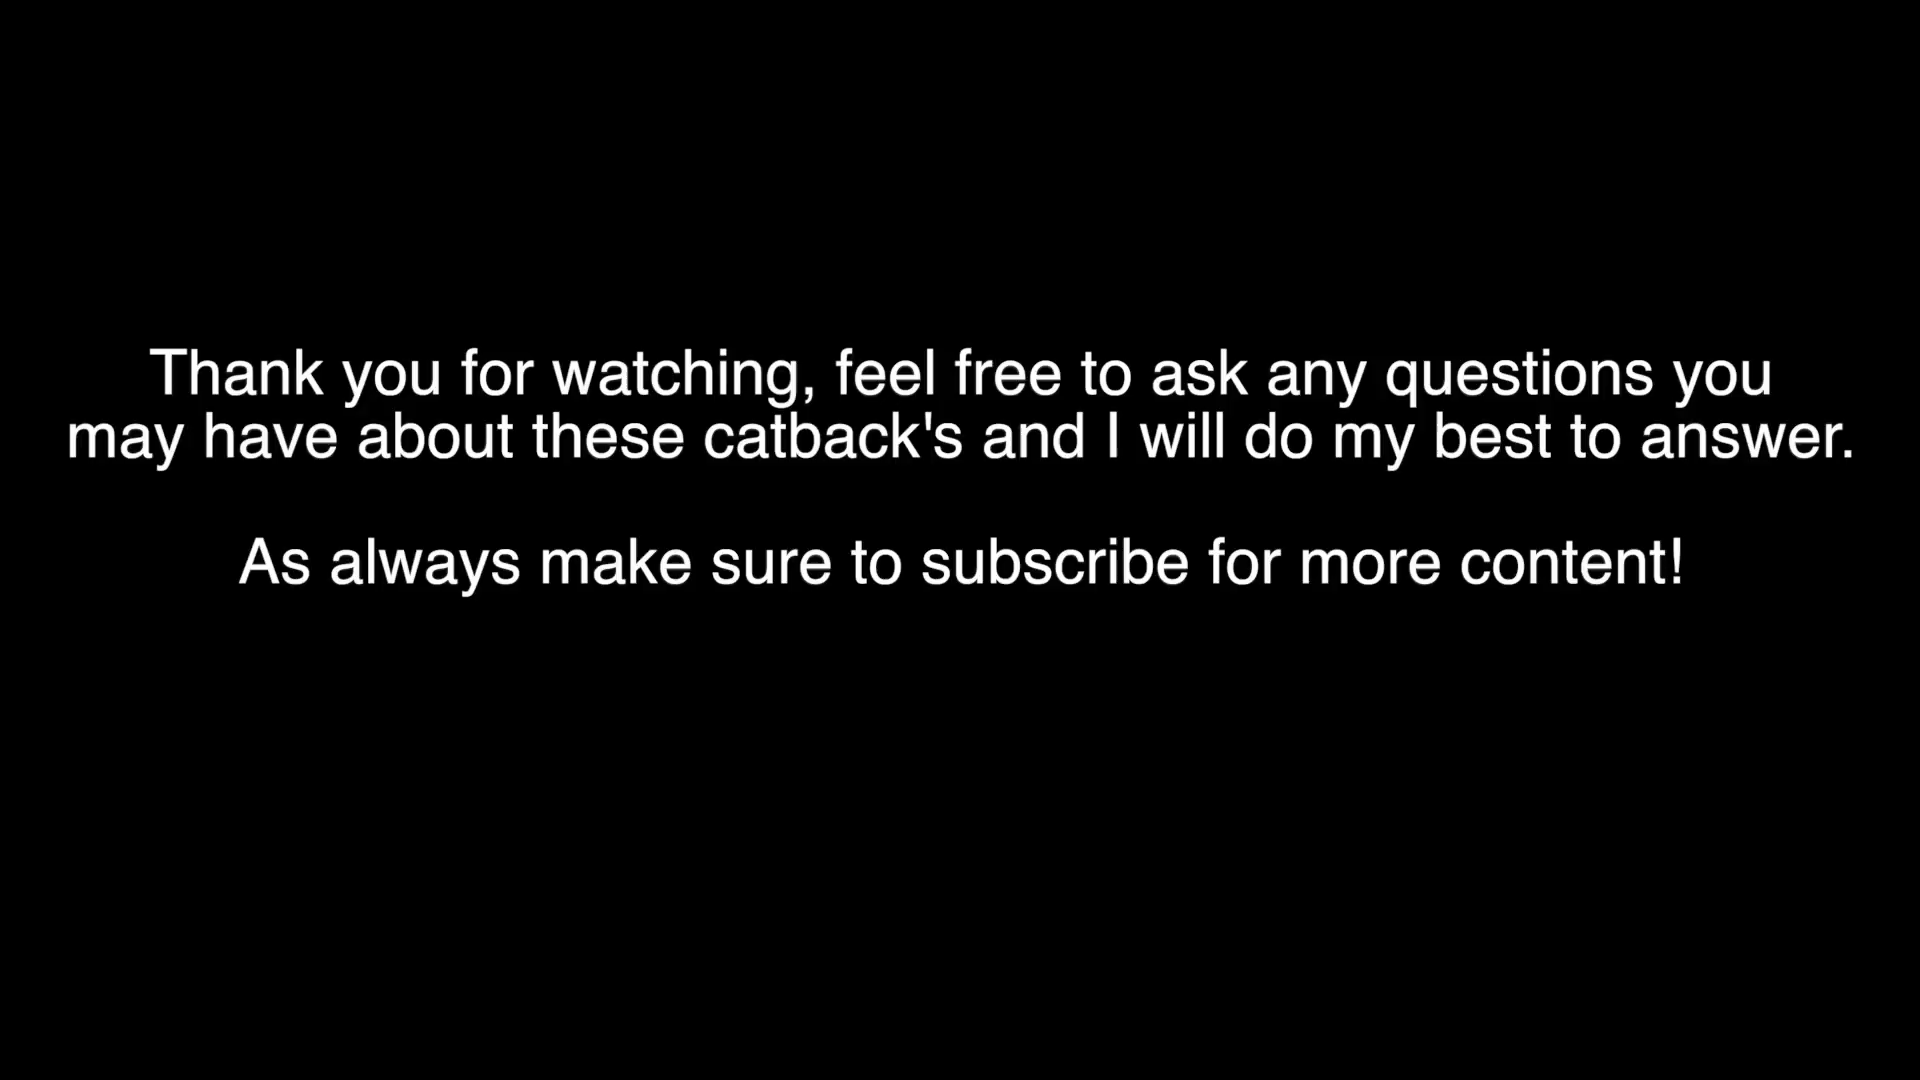 Thank you for watching, feel free to ask any questions you
may have about these catback's and I will do my best to answer.
As always make sure to subscribe for more content!